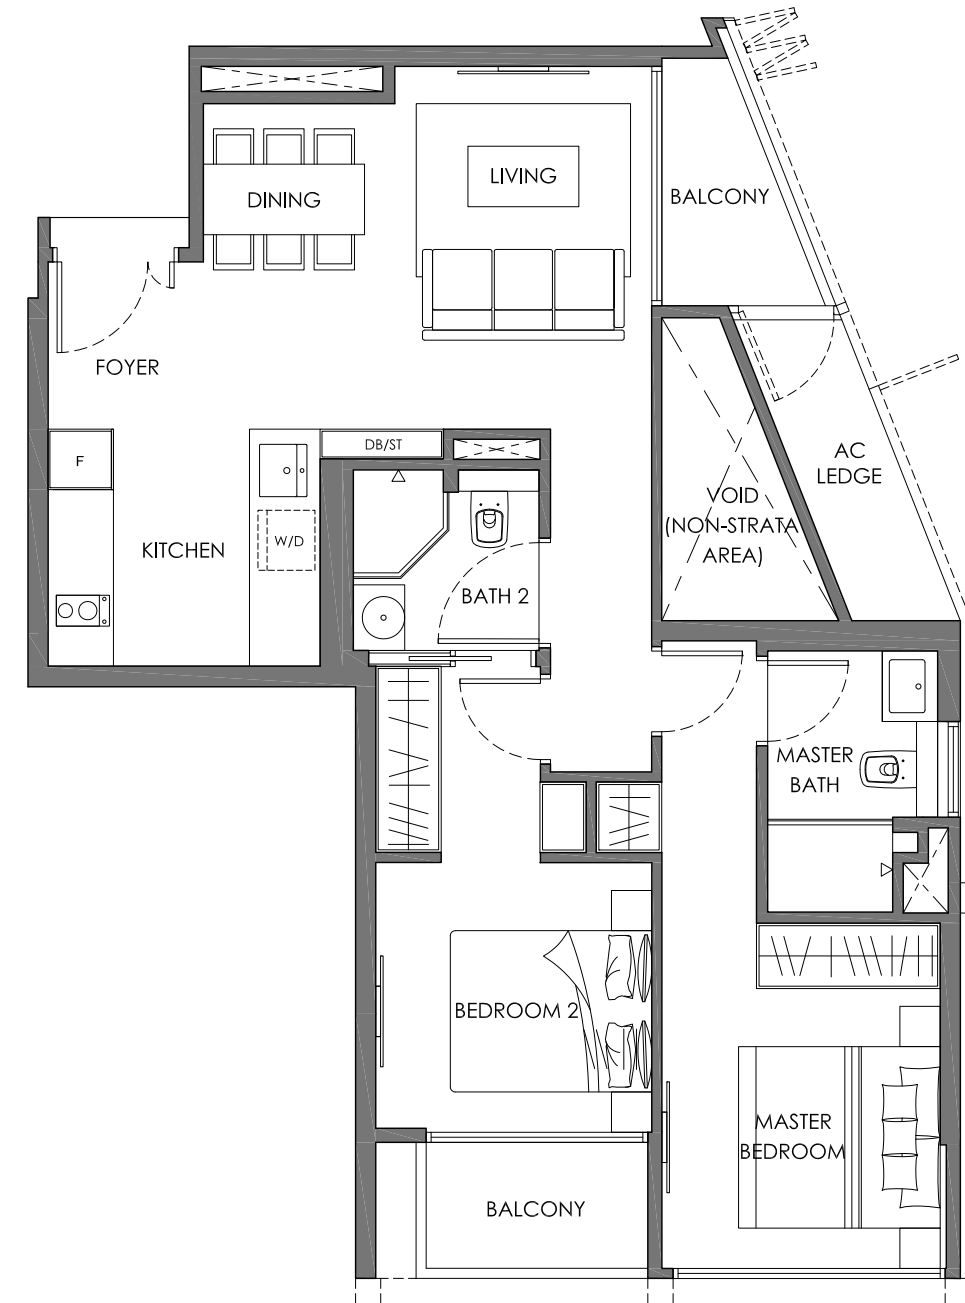 LIVING
DINING
BALCONY
FOYER
DB/ST
F
AC
LEDGE
VOID
(NON-STRATA
AREA)
W/D
KITCHEN
BATH 2
MASTER
BATH
BEDROOM 2
MASTER
BEDROOM
BALCONY